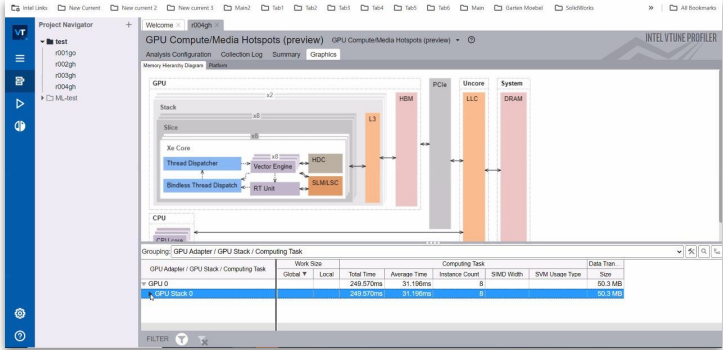 Intel Links New Current New current 2 New Current 3 Main2 Tab1 Tab2 Tab3 Tab4 Tab5 Tab6 Main Garten Moebel SolidWorks » All Bookmarks
VT Project Navigator + Welcome × r004gh ×
test
r001go
r002gh
r003gh
r004gh
ML-test
GPU Compute/Media Hotspots (preview) GPU Compute/Media Hotspots (preview) INTEL VTUNE PROFILER
Analysis Configuration Collection Log Summary Graphics
Memory Hierarchy Diagram Platform
GPU PCIe Uncore System
x2
Stack HBM LLC DRAM
x8
Slice L3
x8
Xe Core
Thread Dispatcher x8 Vector Engine HDC
Bindless Thread Dispatch RT Unit SLM/LSC
CPU
CPU core
Grouping: GPU Adapter / GPU Stack / Computing Task
GPU Adapter / GPU Stack / Computing Task Work Size Computing Task Data Tran...
Global Local Total Time Average Time Instance Count SIMD Width SVM Usage Type Size
GPU 0 249.570ms 31.196ms 8 50.3 MB
GPU Stack 0 249.570ms 31.196ms 8 50.3 MB
FILTER